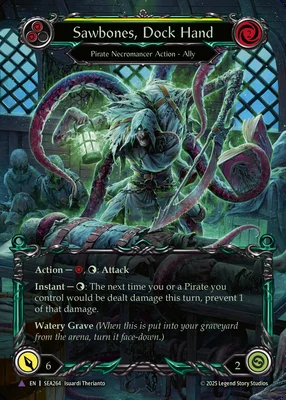 Sawbones, Dock Hand
Pirate Necromancer Action - Ally
Action — , : Attack
Instant — : The next time you or a Pirate you
control would be dealt damage this turn, prevent 1
of that damage.
Watery Grave (When this is put into your graveyard
from the arena, turn it face-down.)
6
2
EN | SEA264 Isuardi Therianto
© 2025 Legend Story Studios